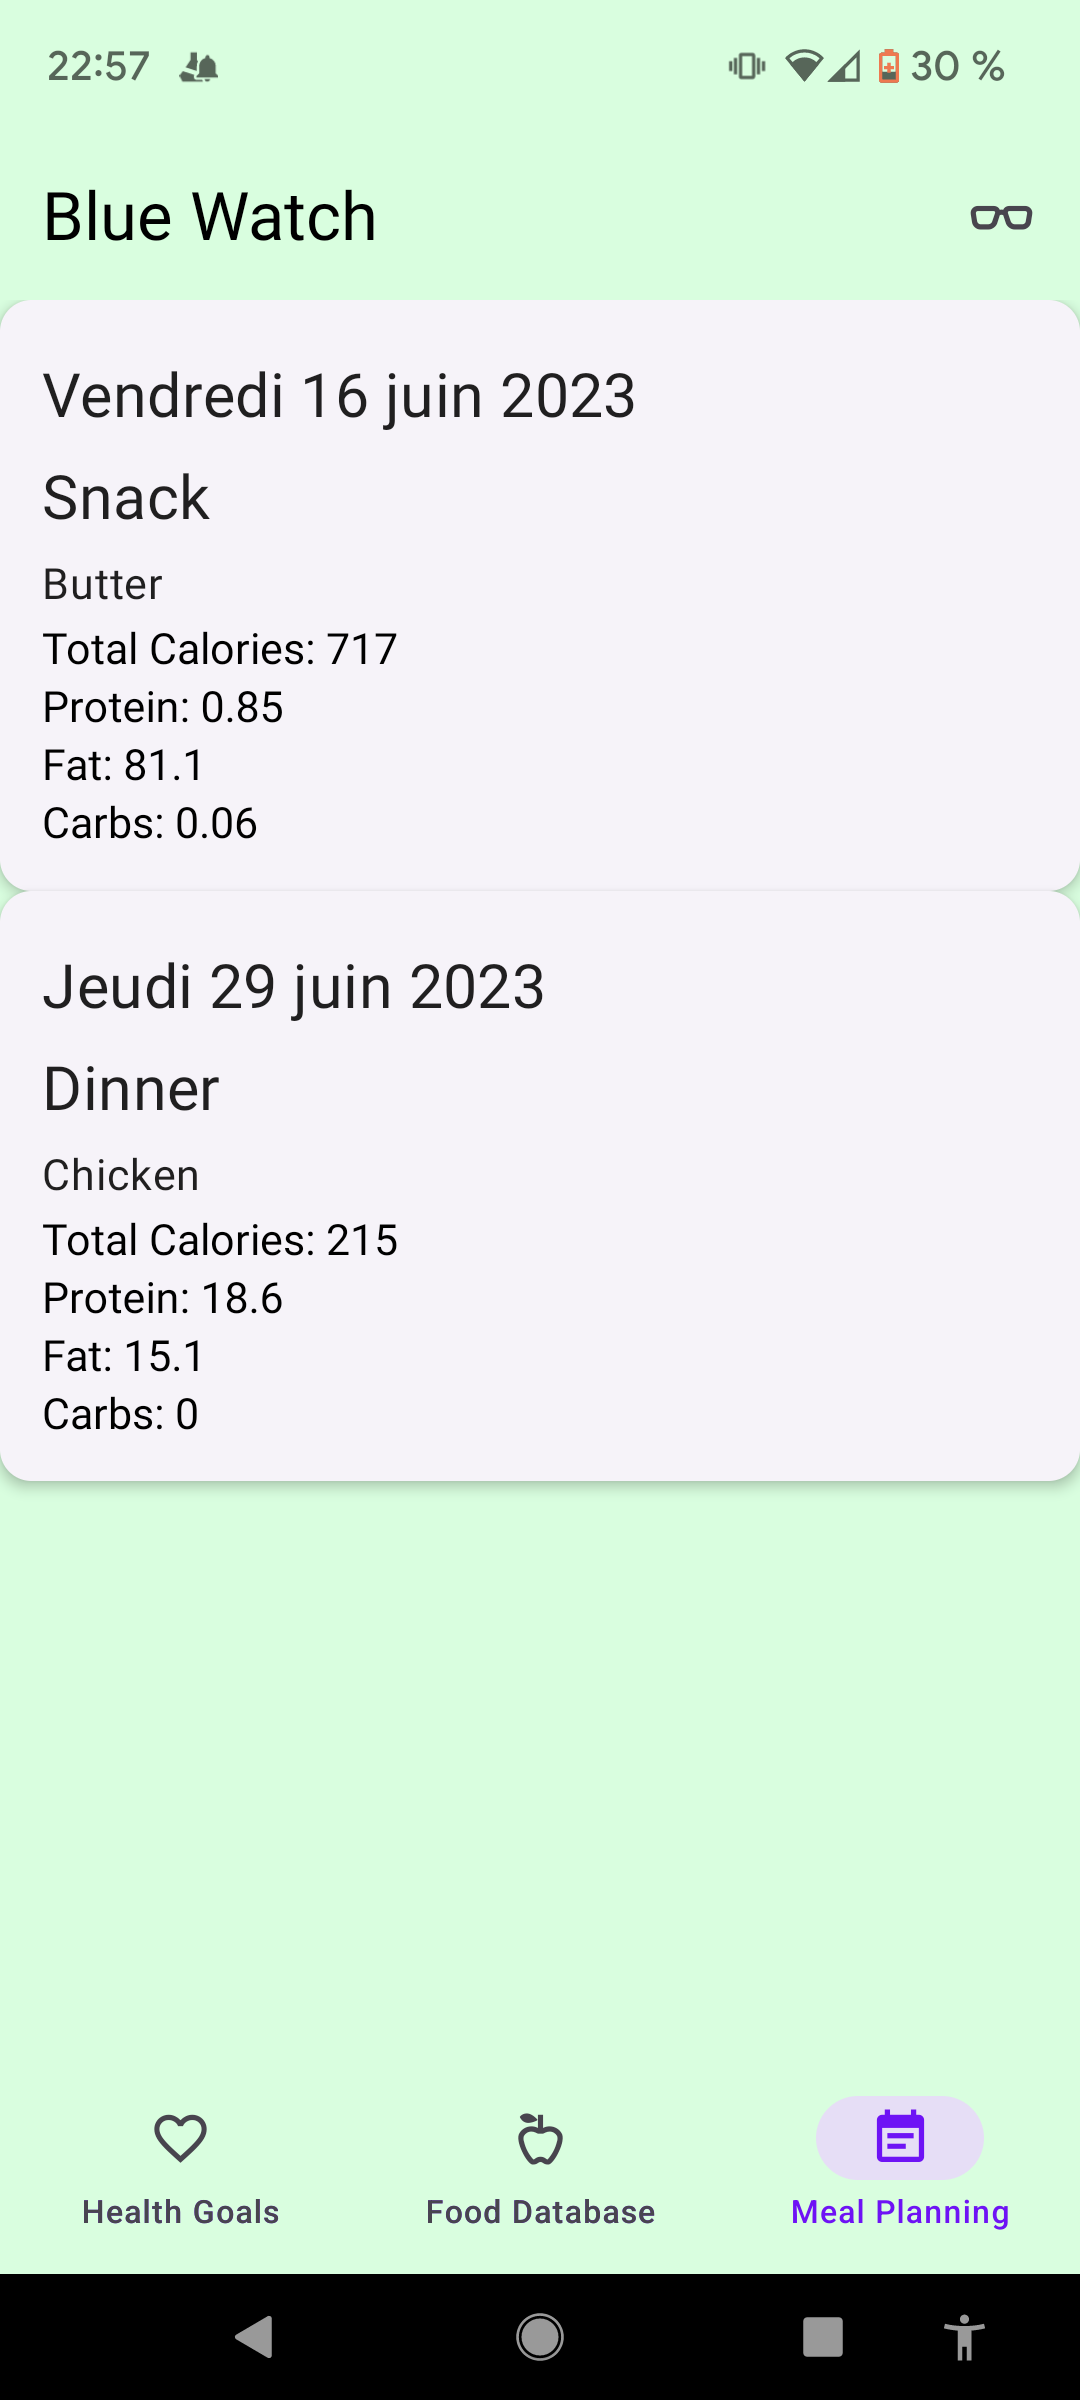 22:57
30 %
Blue Watch
Vendredi 16 juin 2023
Snack
Butter
Total Calories: 717
Protein: 0.85
Fat: 81.1
Carbs: 0.06
Jeudi 29 juin 2023
Dinner
Chicken
Total Calories: 215
Protein: 18.6
Fat: 15.1
Carbs: 0
Health Goals
Food Database
Meal Planning